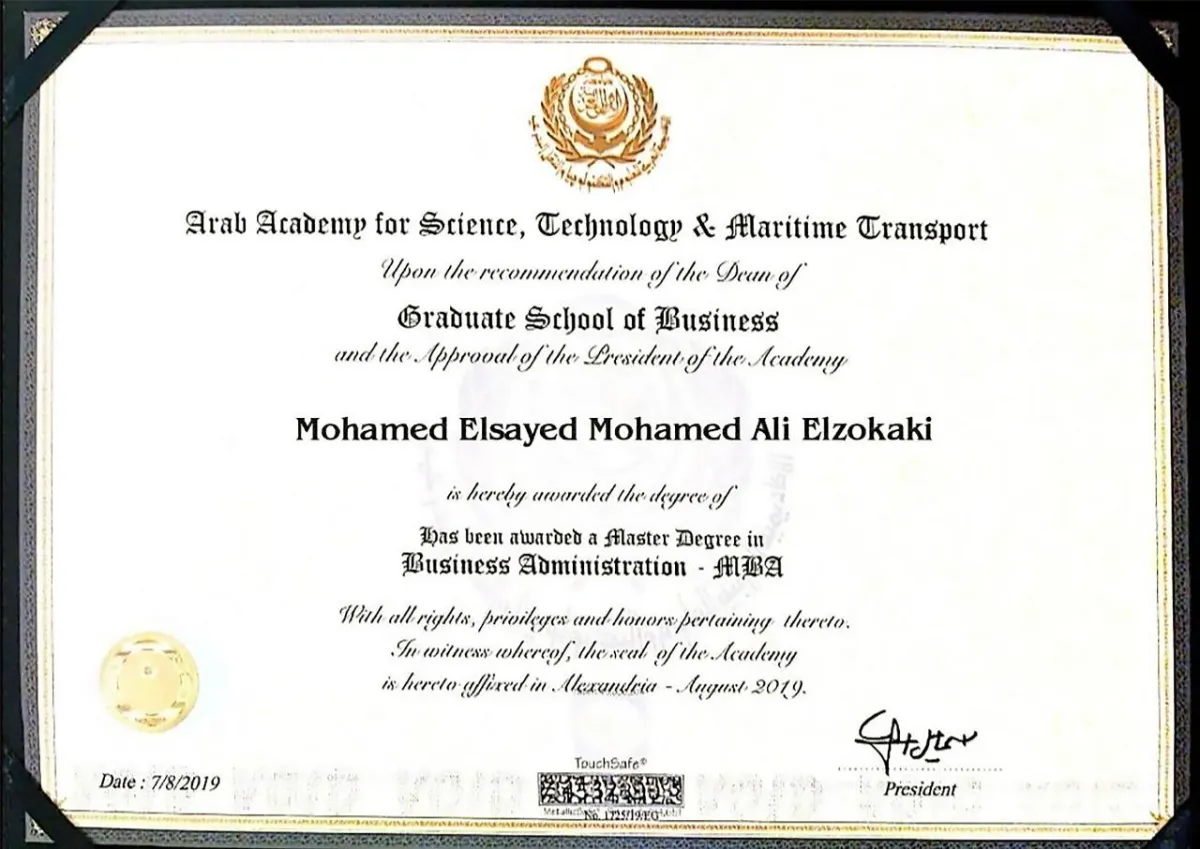 Arab Academy for Science, Technology & Maritime Transport
Upon the recommendation of the Dean of
Graduate School of Business
and the Approval of the President of the Academy
Mohamed Elsayed Mohamed Ali Elzokaki
is hereby awarded the degree of
Has been awarded a Master Degree in
Business Administration - MBA
With all rights, privileges and honors pertaining thereto.
In witness whereof, the seal of the Academy
is hereto affixed in Alexandria - August 2019.
Date : 7/8/2019
TouchSafe®
No. 1725/19/EG
President